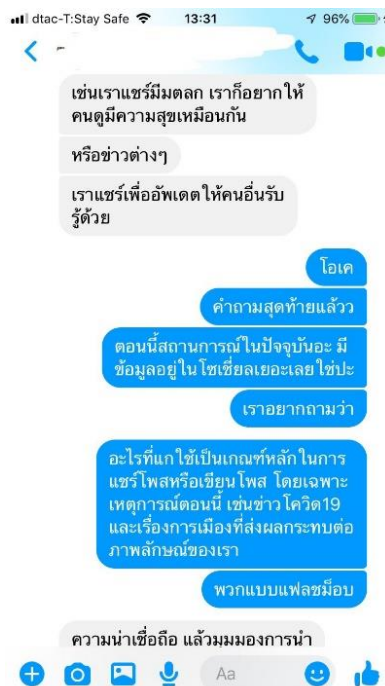 dtac-T:Stay Safe 13:31 96%
เช่นเราแชร์มีมตลก เราก็อยากให้
คนดูมีความสุขเหมือนกัน
หรือข่าวต่างๆ
เราแชร์เพื่ออัพเดตให้คนอื่นรับ
รู้ด้วย
โอเค
คำถามสุดท้ายแล้วว
ตอนนี้สถานการณ์ในปัจจุบันอะ มี
ข้อมูลอยู่ในโซเชี่ยลเยอะเลยใช่ปะ
เราอยากถามว่า
อะไรที่แกใช้เป็นเกณฑ์หลักในการ
แชร์โพสหรือเขียนโพส โดยเฉพาะ
เหตุการณ์ตอนนี้ เช่นข่าวโควิด19
และเรื่องการเมืองที่ส่งผลกระทบต่อ
ภาพลักษณ์ของเรา
พวกแบบแฟลชม็อบ
ความน่าเชื่อถือ แล้วมุมมองการนำ
Aa